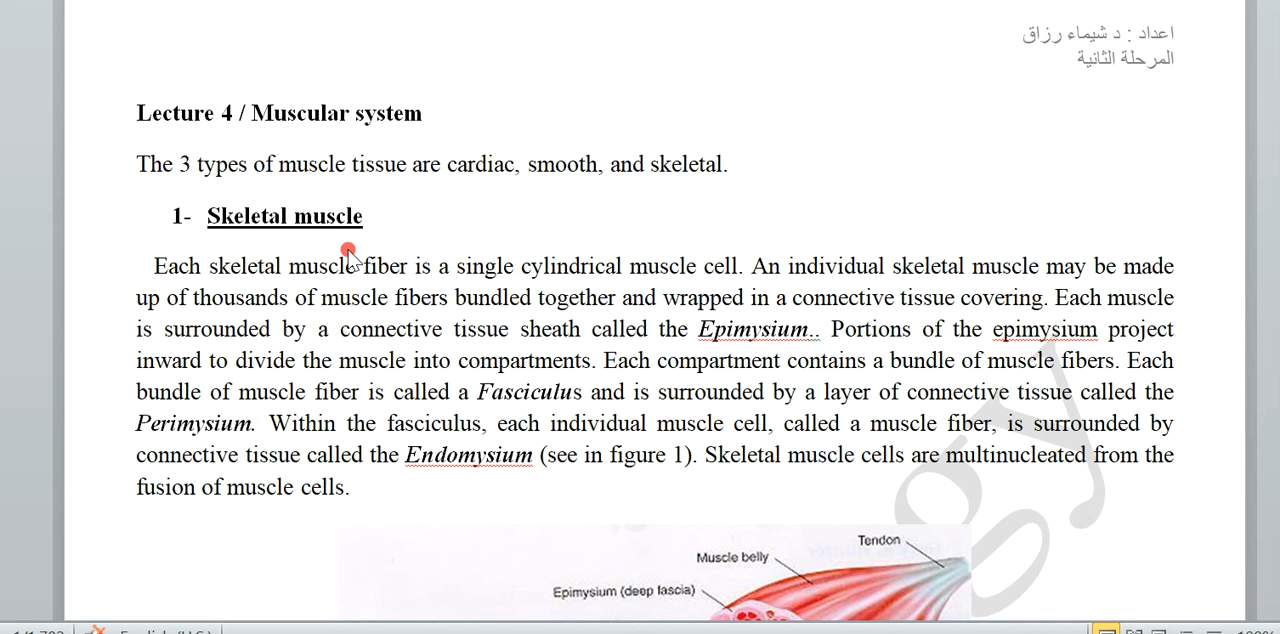 اعداد : د شيماء رزاق
المرحلة الثانية
Lecture 4 / Muscular system
The 3 types of muscle tissue are cardiac, smooth, and skeletal.
1- Skeletal muscle
Each skeletal muscle fiber is a single cylindrical muscle cell. An individual skeletal muscle may be made
up of thousands of muscle fibers bundled together and wrapped in a connective tissue covering. Each muscle
is surrounded by a connective tissue sheath called the Epimysium.. Portions of the epimysium project
inward to divide the muscle into compartments. Each compartment contains a bundle of muscle fibers. Each
bundle of muscle fiber is called a Fasciculus and is surrounded by a layer of connective tissue called the
Perimysium. Within the fasciculus, each individual muscle cell, called a muscle fiber, is surrounded by
connective tissue called the Endomysium (see in figure 1). Skeletal muscle cells are multinucleated from the
fusion of muscle cells.
gy
Tendon
Muscle belly
Epimysium (deep fascia)